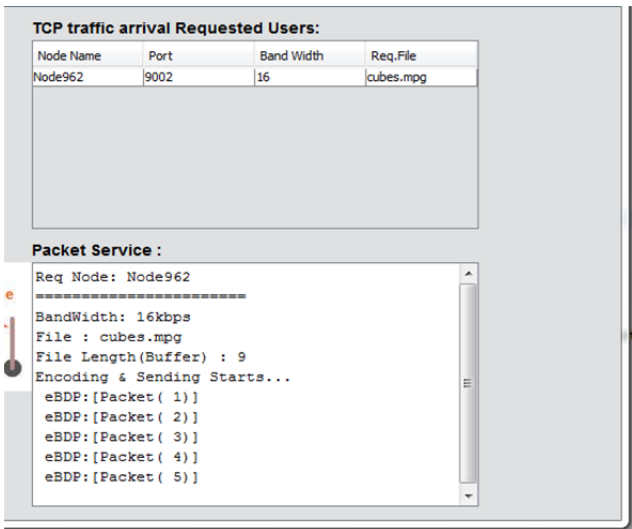 TCP traffic arrival Requested Users:
Node Name Port Band Width Req.File
Node962 9002 16 cubes.mpg
Packet Service :
Req Node: Node962
========================
BandWidth: 16kbps
File : cubes.mpg
File Length(Buffer) : 9
Encoding & Sending Starts...
eBDP:[Packet( 1)]
eBDP:[Packet( 2)]
eBDP:[Packet( 3)]
eBDP:[Packet( 4)]
eBDP:[Packet( 5)]
e